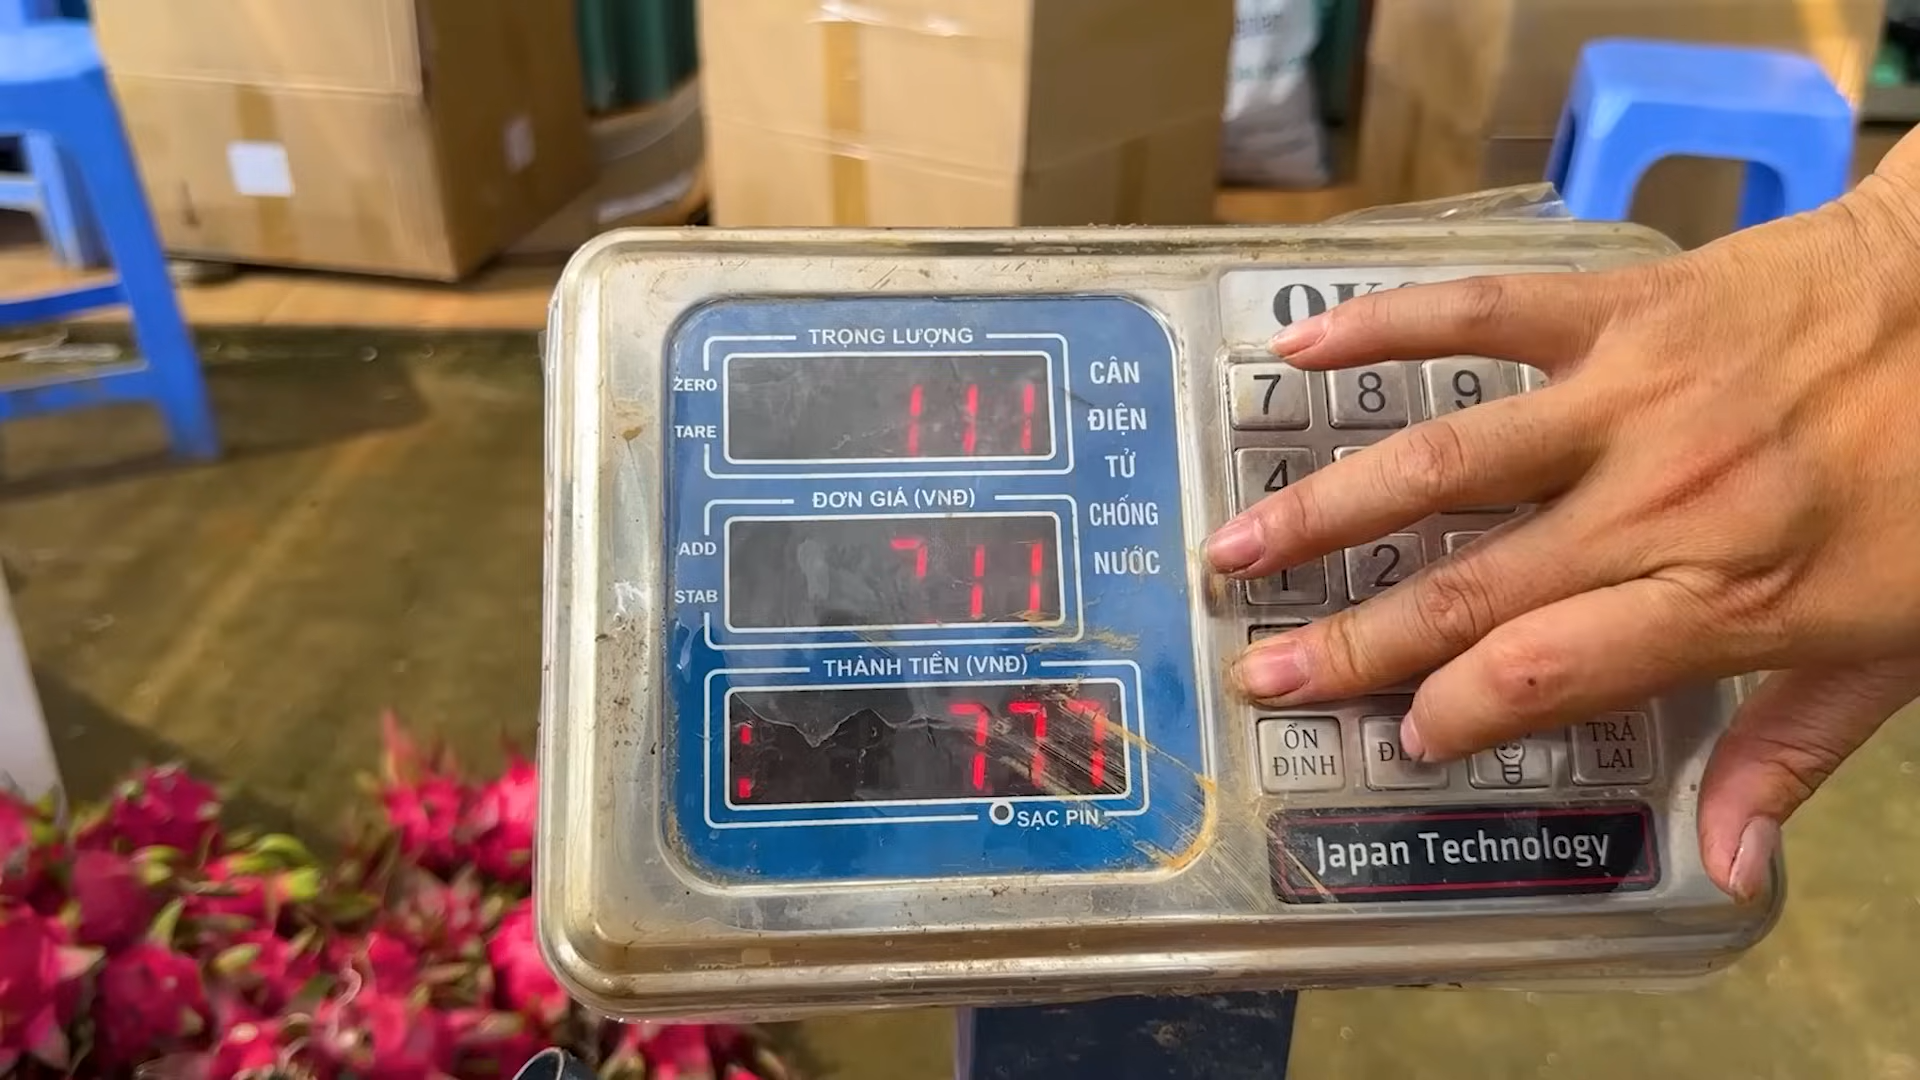 TRỌNG LƯỢNG
ZERO
TARE
111
ĐƠN GIÁ (VNĐ)
ADD
STAB
711
THÀNH TIỀN (VNĐ)
777
SẠC PIN
CÂN
ĐIỆN
TỬ
CHỐNG
NƯỚC
7 8 9
4
1 2
ỔN
ĐỊNH
TRẢ
LẠI
Japan Technology